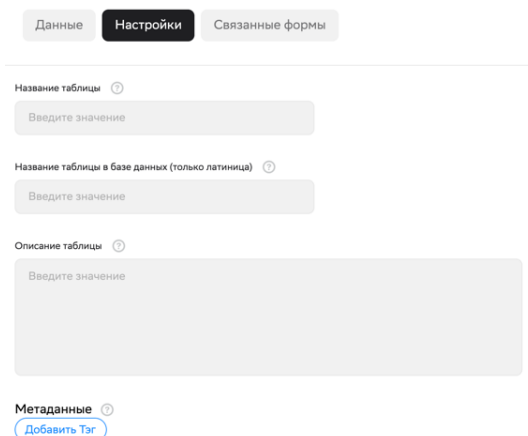 Данные Настройки Связанные формы
Название таблицы ?
Введите значение
Название таблицы в базе данных (только латиница) ?
Введите значение
Описание таблицы ?
Введите значение
Метаданные ?
Добавить Тэг